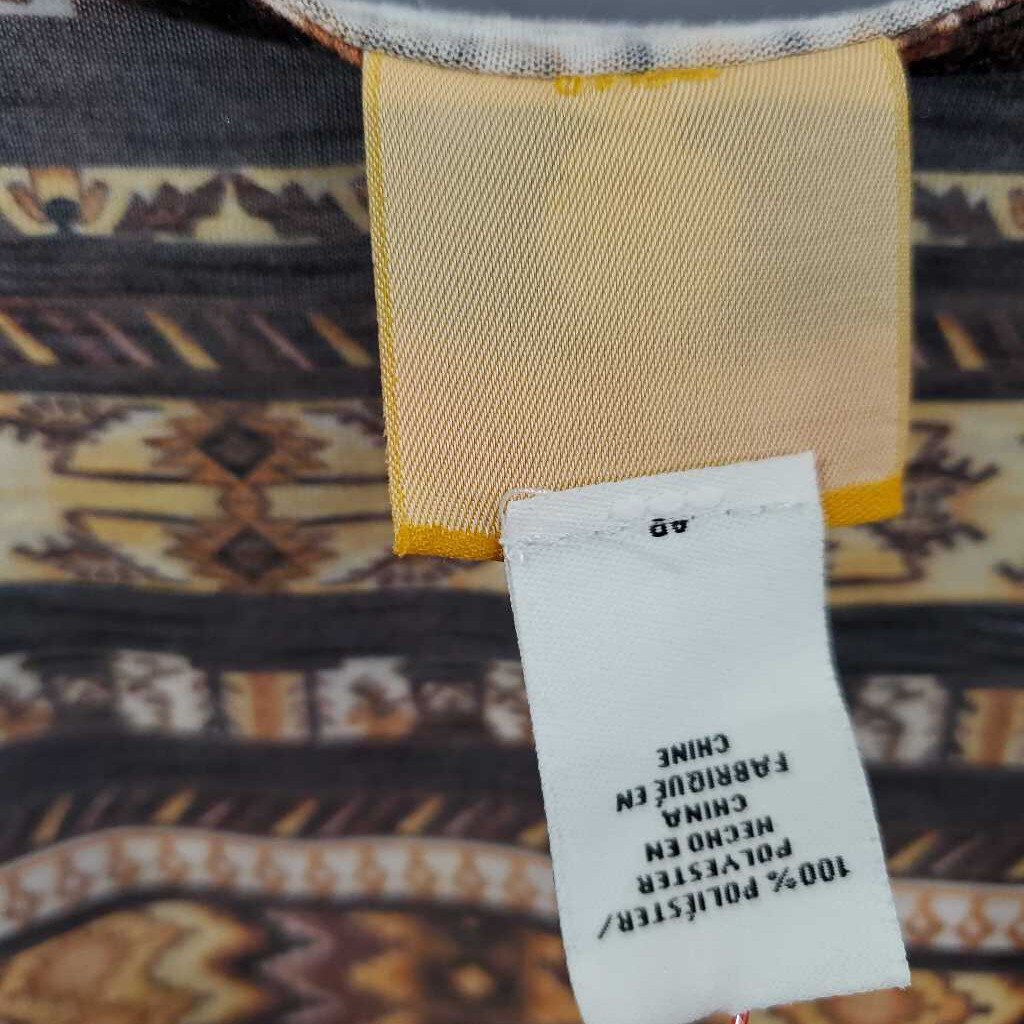 100% POLIÉSTER/
POLYESTER
HECHO EN
CHINA
FABRIQUÉ EN
CHINE